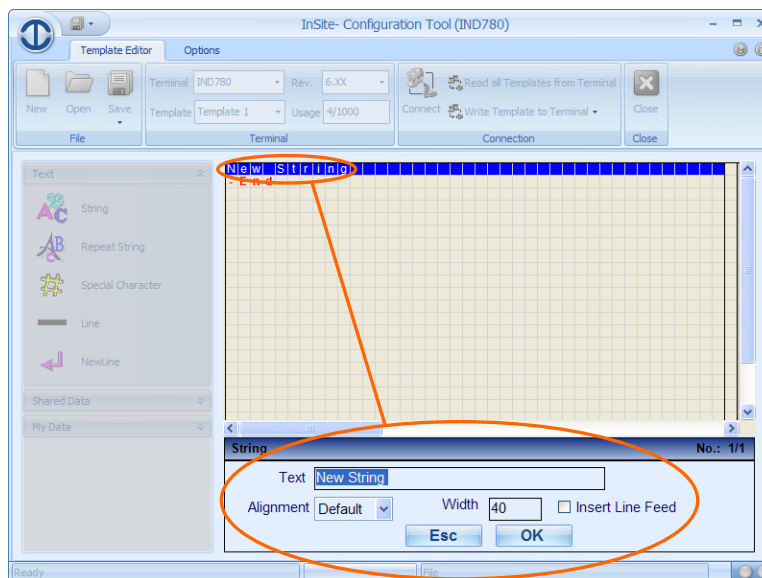 InSite- Configuration Tool (IND780)
Template Editor Options
New Open Save
File
Terminal IND780 Rev. 6.XX
Template Template 1 Usage 4/1000
Terminal
Connect Read all Templates from Terminal
Write Template to Terminal
Connection
Close
Close
Text
String
Repeat String
Special Character
Line
NewLine
Shared Data
My Data
New String
-End
String No.: 1/1
Text New String
Alignment Default Width 40 Insert Line Feed
Esc OK
Ready File